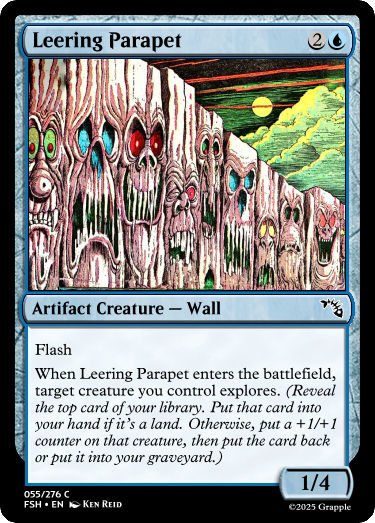 Leering Parapet 2
Artifact Creature — Wall
Flash
When Leering Parapet enters the battlefield,
target creature you control explores. (Reveal
the top card of your library. Put that card into
your hand if it's a land. Otherwise, put a +1/+1
counter on that creature, then put the card back
or put it into your graveyard.)
1/4
055/276 C
FSH • EN Ken Reid
©2025 Grapple